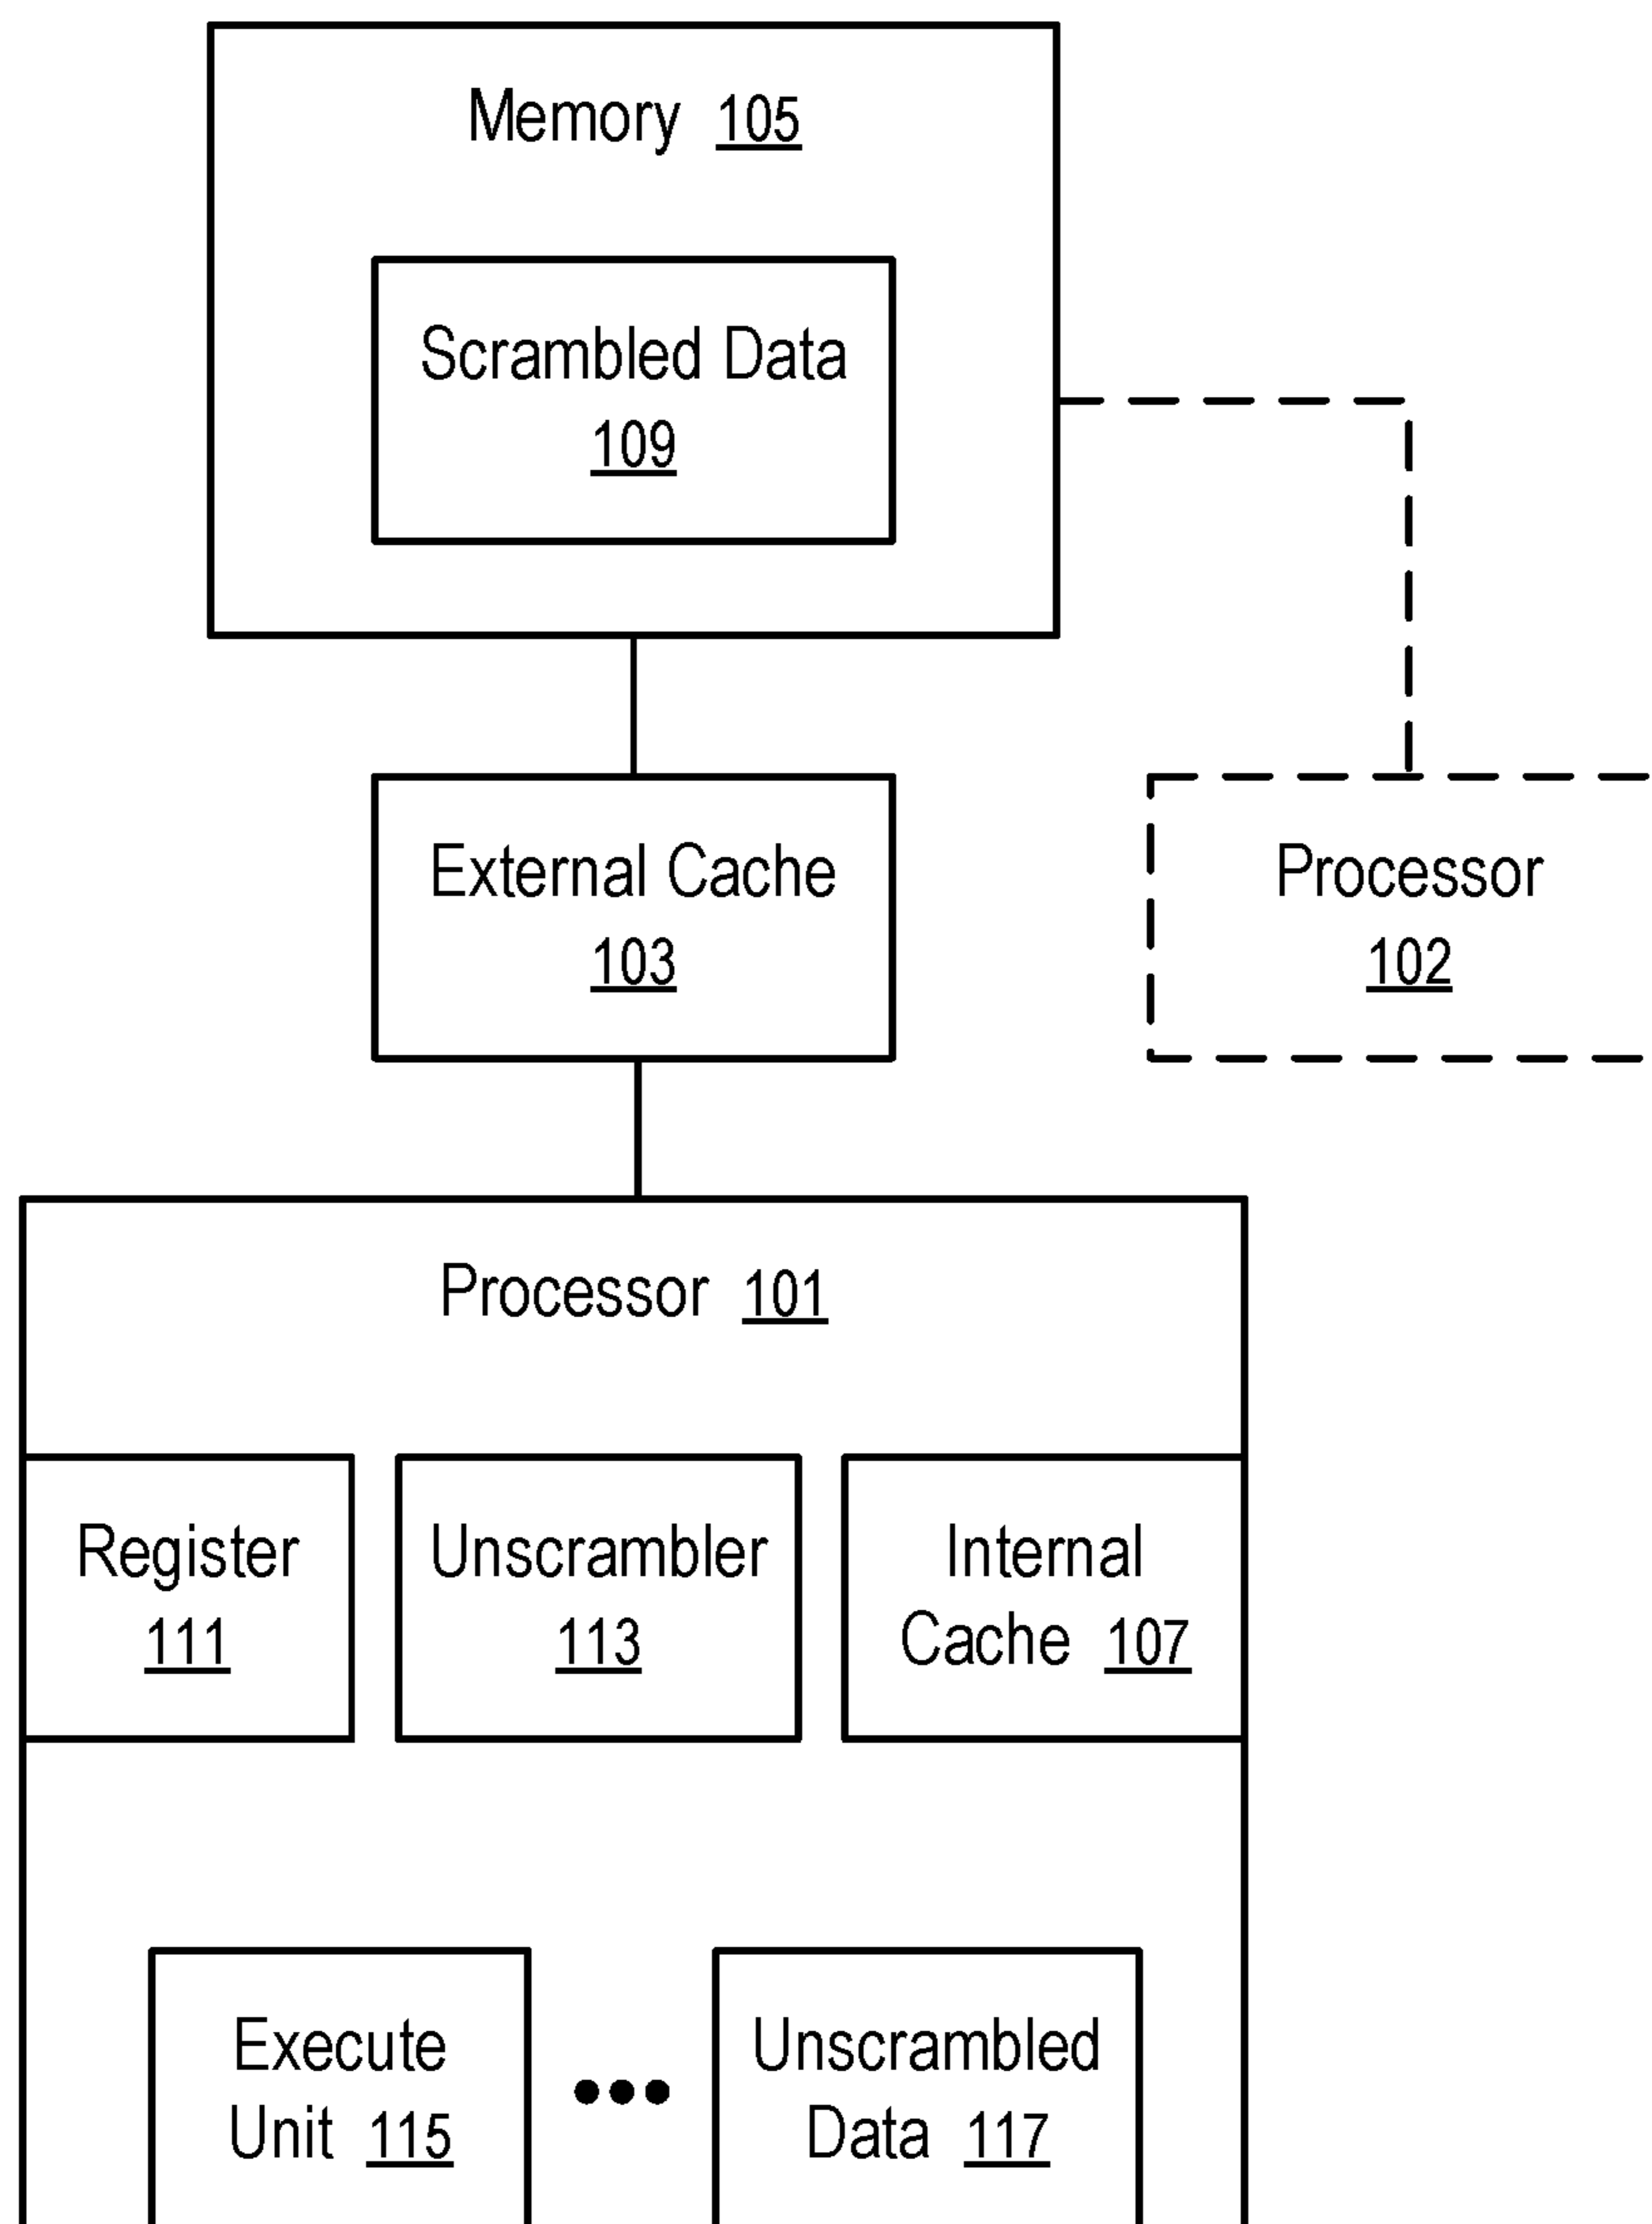 Memory 105
Scrambled Data
109
External Cache
103
Processor
102
Processor 101
Register
111
Unscrambler
113
Internal
Cache 107
Execute
Unit 115
Unscrambled
Data 117